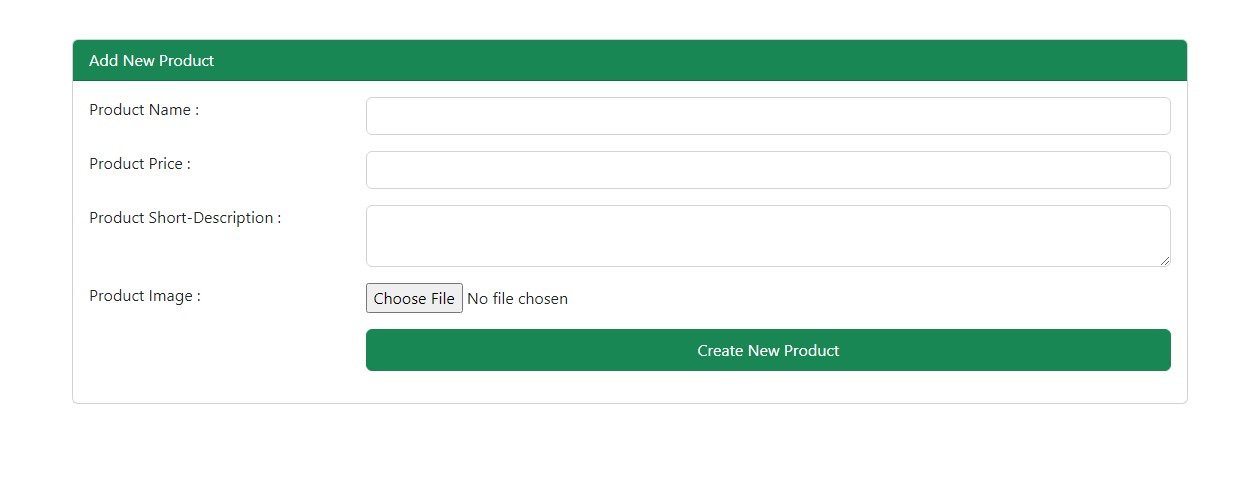 Add New Product
Product Name :
Product Price :
Product Short-Description :
Product Image :
Choose File No file chosen
Create New Product